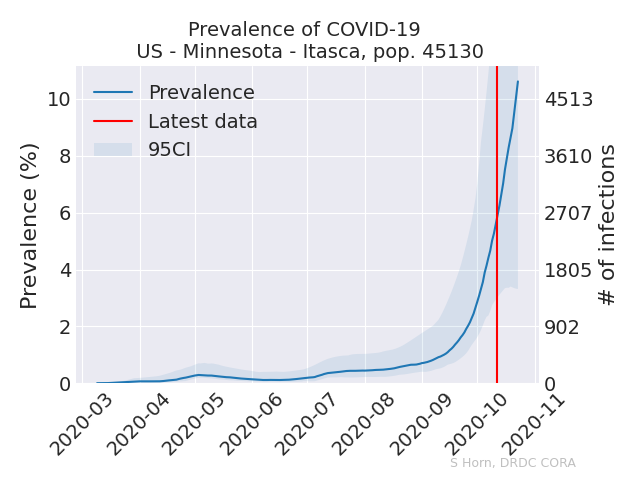 Prevalence of COVID-19
US - Minnesota - Itasca, pop. 45130
Prevalence
Latest data
95CI
Prevalence (%)
10
8
6
4
2
0
4513
3610
2707
1805
902
0
# of infections
2020-03
2020-04
2020-05
2020-06
2020-07
2020-08
2020-09
2020-10
2020-11
S Horn, DRDC CORA